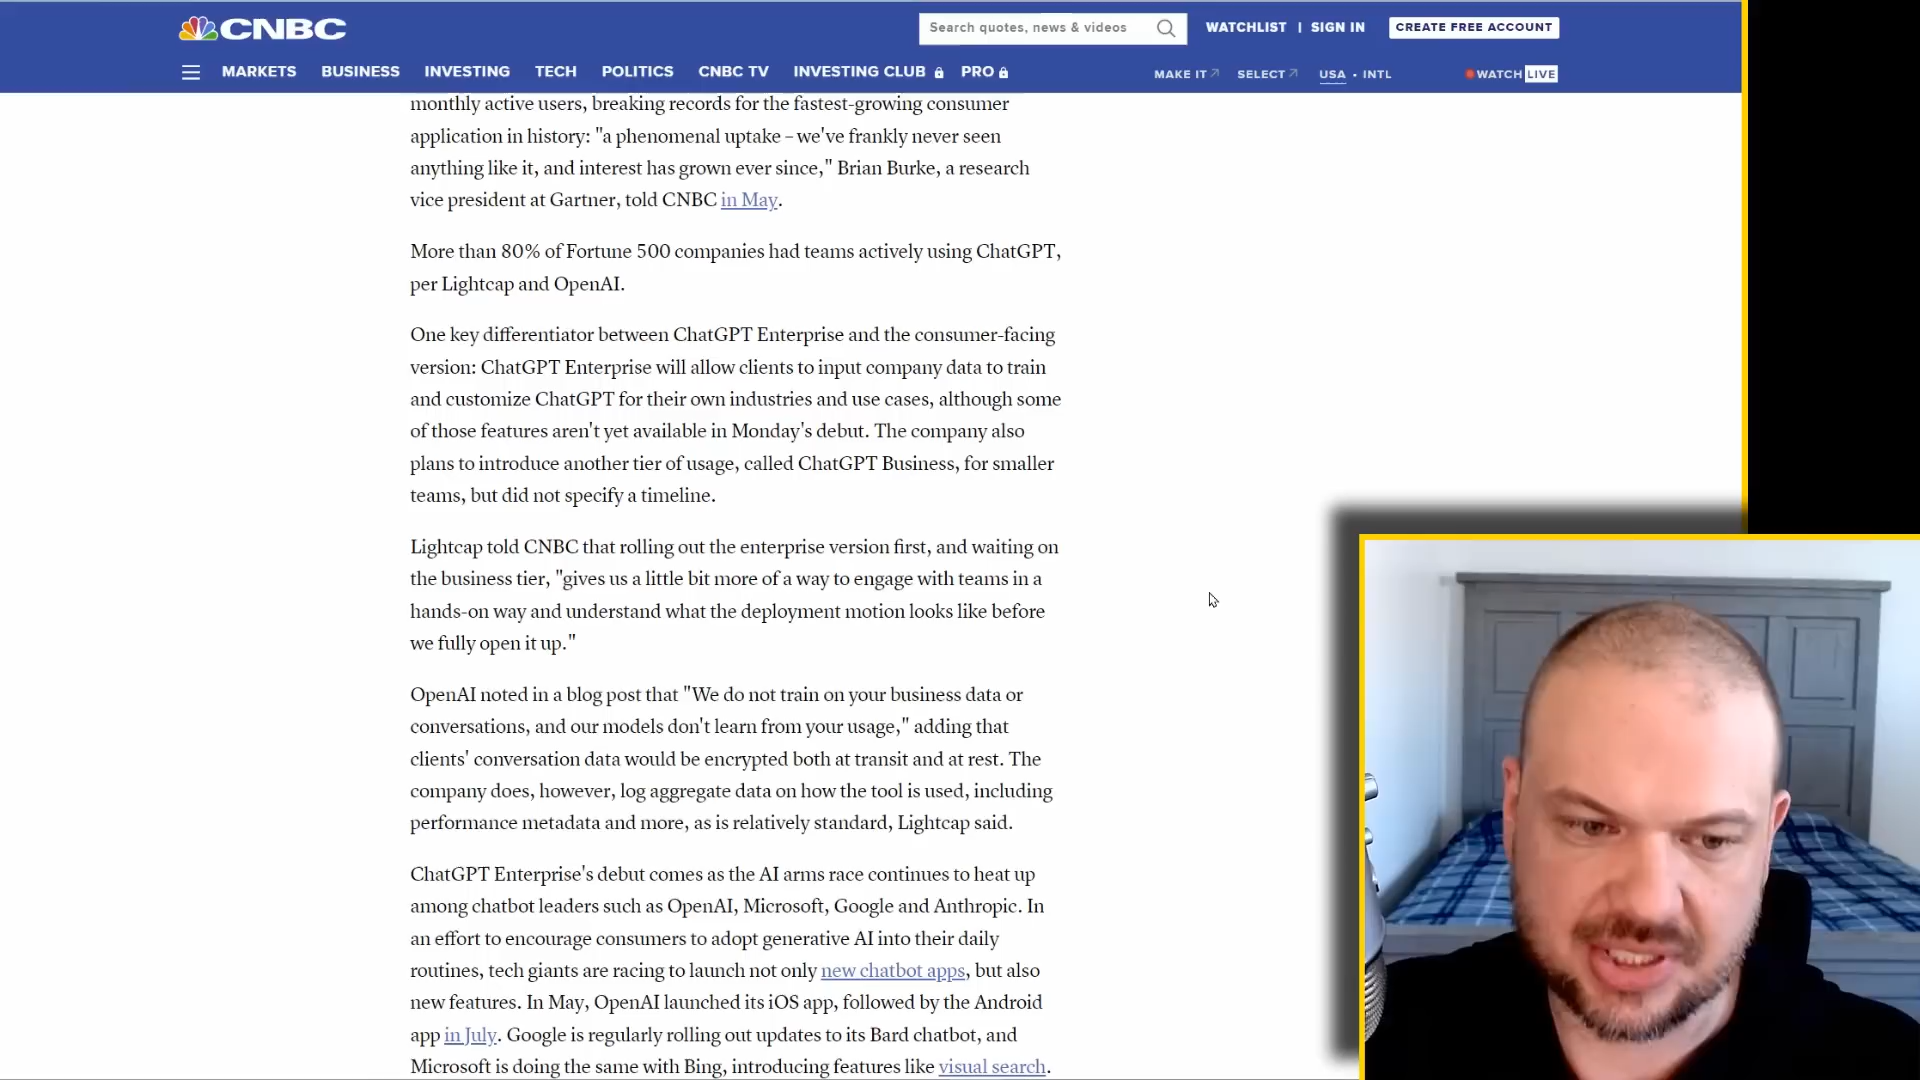 CNBC
Search quotes, news & videos
WATCHLIST | SIGN IN
CREATE FREE ACCOUNT
MARKETS BUSINESS INVESTING TECH POLITICS CNBC TV INVESTING CLUB PRO
MAKE IT SELECT USA • INTL WATCH LIVE
monthly active users, breaking records for the fastest-growing consumer
application in history: "a phenomenal uptake – we've frankly never seen
anything like it, and interest has grown ever since," Brian Burke, a research
vice president at Gartner, told CNBC in May.
More than 80% of Fortune 500 companies had teams actively using ChatGPT,
per Lightcap and OpenAI.
One key differentiator between ChatGPT Enterprise and the consumer-facing
version: ChatGPT Enterprise will allow clients to input company data to train
and customize ChatGPT for their own industries and use cases, although some
of those features aren't yet available in Monday's debut. The company also
plans to introduce another tier of usage, called ChatGPT Business, for smaller
teams, but did not specify a timeline.
Lightcap told CNBC that rolling out the enterprise version first, and waiting on
the business tier, "gives us a little bit more of a way to engage with teams in a
hands-on way and understand what the deployment motion looks like before
we fully open it up."
OpenAI noted in a blog post that "We do not train on your business data or
conversations, and our models don't learn from your usage," adding that
clients' conversation data would be encrypted both at transit and at rest. The
company does, however, log aggregate data on how the tool is used, including
performance metadata and more, as is relatively standard, Lightcap said.
ChatGPT Enterprise's debut comes as the AI arms race continues to heat up
among chatbot leaders such as OpenAI, Microsoft, Google and Anthropic. In
an effort to encourage consumers to adopt generative AI into their daily
routines, tech giants are racing to launch not only new chatbot apps, but also
new features. In May, OpenAI launched its iOS app, followed by the Android
app in July. Google is regularly rolling out updates to its Bard chatbot, and
Microsoft is doing the same with Bing, introducing features like visual search.